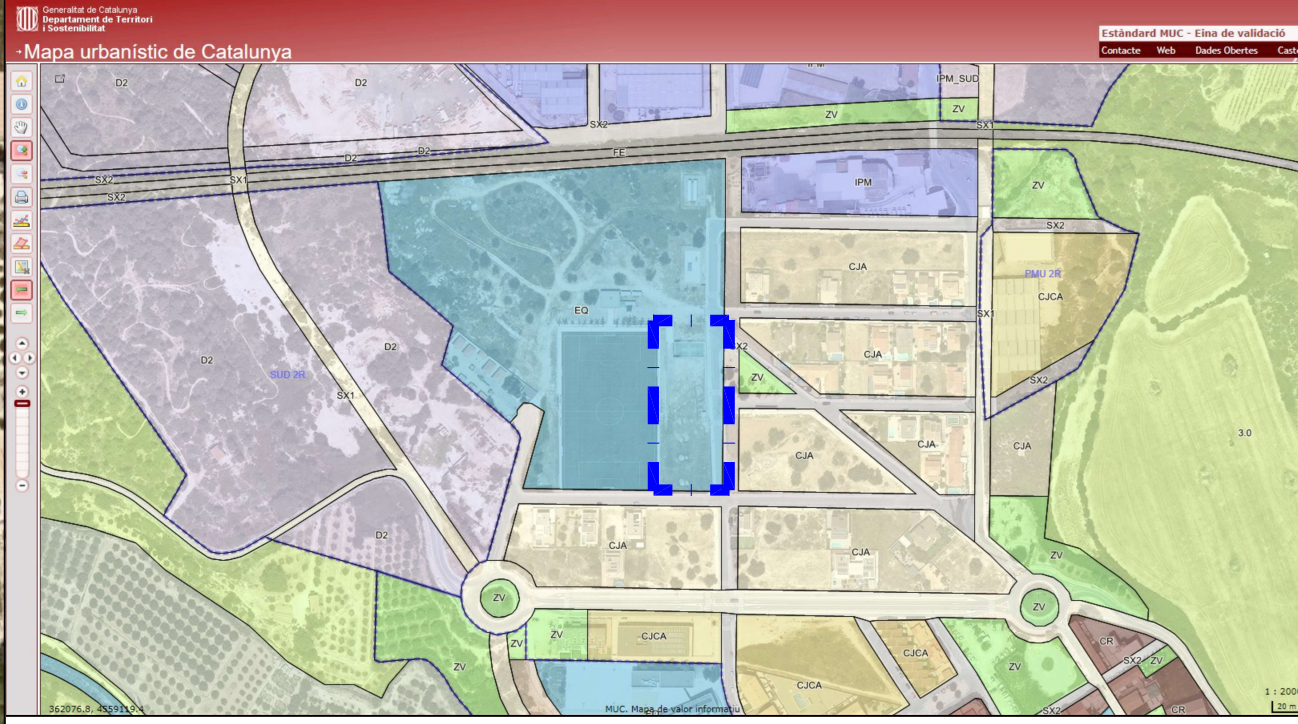 Generalitat de Catalunya
Departament de Territori
i Sostenibilitat
Mapa urbanístic de Catalunya
Estàndard MUC - Eina de validació
Contacte Web Dades Obertes
D2
D2
IPM_SUD
ZV
ZV
SX2
SX1
D2
D2
FE
SX2
SX1
SX2
IPM
ZV
SX2
CJA
PMU 2R
CJCA
EQ
SX1
D2
D2
SUD 2R
CJA
ZV
SX2
SX1
3.0
CJA
CJA
CJA
D2
CJA
CJA
ZV
ZV
ZV
ZV
ZV
CJCA
CR
CJCA
ZV
SX2
ZV
ZV
CJCA
362076.8, 4559119.4
MUC. Mapa de valor informatiu
SX2
CR
1 : 2000
20 m